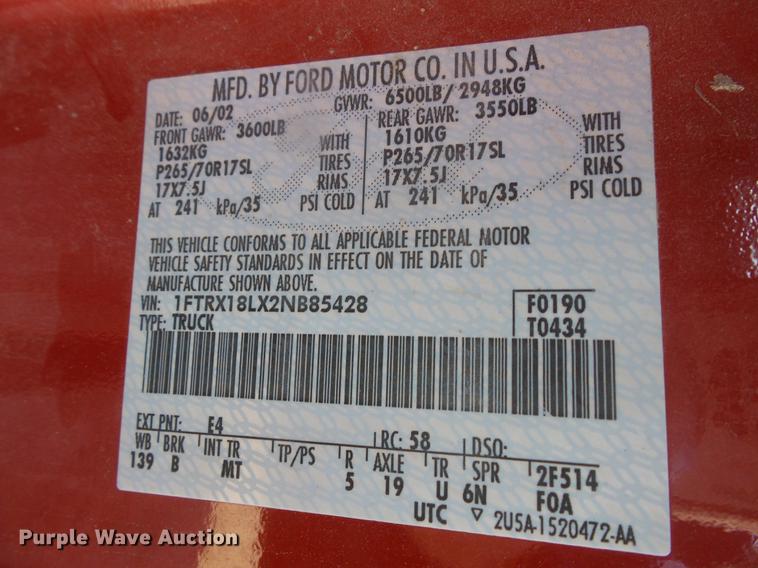 MFD. BY FORD MOTOR CO. IN U.S.A.
DATE: 06/02 GVWR: 6500LB/ 2948KG
FRONT GAWR: 3600LB REAR GAWR: 3550LB
1632KG WITH 1610KG WITH
P265/70R17SL TIRES P265/70R17SL TIRES
17X7.5J RIMS 17X7.5J RIMS
AT 241 kPa/35 PSI COLD AT 241 kPa/35 PSI COLD
THIS VEHICLE CONFORMS TO ALL APPLICABLE FEDERAL MOTOR
VEHICLE SAFETY STANDARDS IN EFFECT ON THE DATE OF
MANUFACTURE SHOWN ABOVE.
VIN: 1FTRX18LX2NB85428 F0190
TYPE: TRUCK T0434
EXT PNT: E4 RC: 58 DSO:
WB BRK INT TR TP/PS R AXLE TR SPR 2F514
139 B MT 5 19 U 6N F0A
UTC ▽ 2U5A-1520472-AA
Purple Wave Auction®